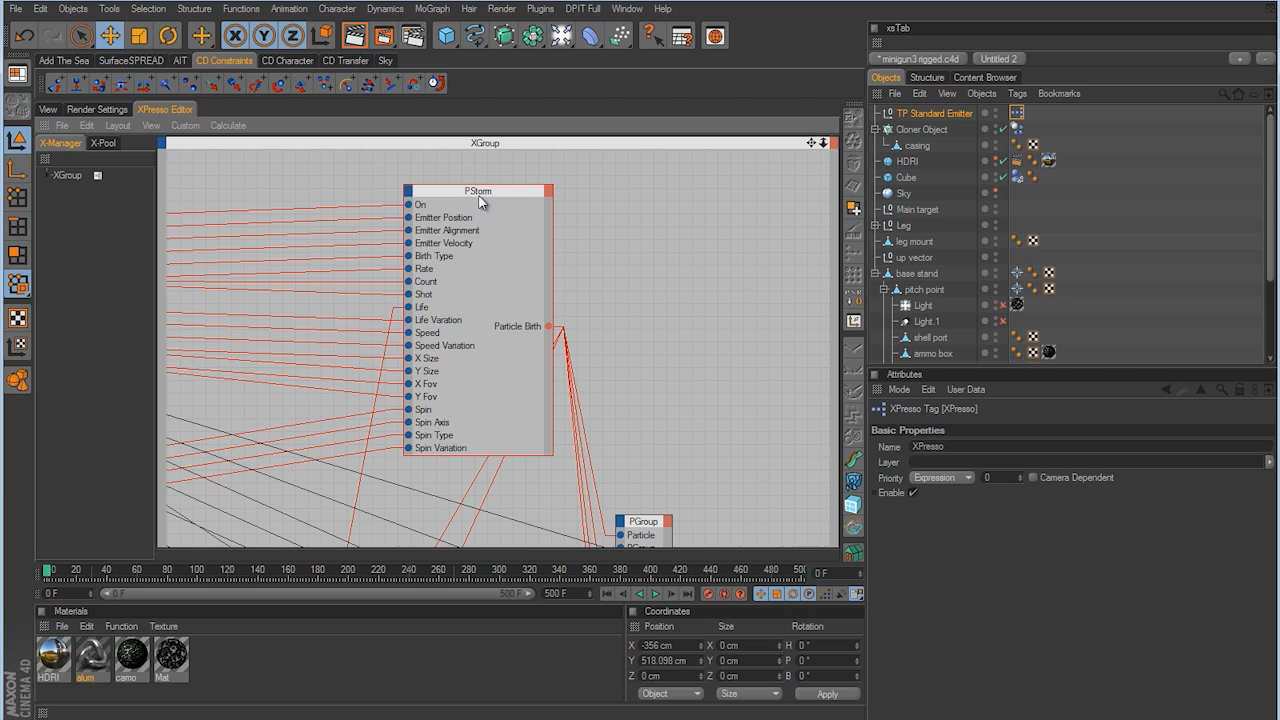 File Edit Objects Tools Selection Structure Functions Animation Character Dynamics MoGraph Hair Render Plugins DPIT Full Window Help
xsTab
X Y Z
* minigun3 rigged.c4d Untitled 2 + -
Add The Sea SurfaceSPREAD AIT CD Constraints CD Character CD Transfer Sky
Objects Structure Content Browser
File Edit View Objects Tags Bookmarks
View Render Settings XPresso Editor
File Edit Layout View Custom Calculate
X-Manager X-Pool
XGroup
XGroup
TP Standard Emitter
Cloner Object
casing
HDRI
Cube
Sky
Main target
Leg
leg mount
up vector
base stand
pitch point
Light
Light.1
shell port
ammo box
PStorm
On
Emitter Position
Emitter Alignment
Emitter Velocity
Birth Type
Rate
Count
Shot
Life
Life Varation
Speed
Speed Variation
X Size
Y Size
X Fov
Y Fov
Spin
Spin Axis
Spin Type
Spin Variation
Particle Birth
PGroup
Particle
PGroup
Attributes
Mode Edit User Data
XPresso Tag [XPresso]
Basic Properties
Name XPresso
Layer
Priority Expression 0 Camera Dependent
Enable
0 20 40 60 80 100 120 140 160 180 200 220 240 260 280 300 320 340 360 380 400 420 440 460 480 500 0 F
0 F 0 F 500 F 500 F
Materials
File Edit Function Texture
HDRI alum camo Mat
Coordinates
Position Size Rotation
X -356 cm X 0 cm H 0 °
Y 518.098 cm Y 0 cm P 0 °
Z 0 cm Z 0 cm B 0 °
Object Size Apply
MAXON
CINEMA 4D